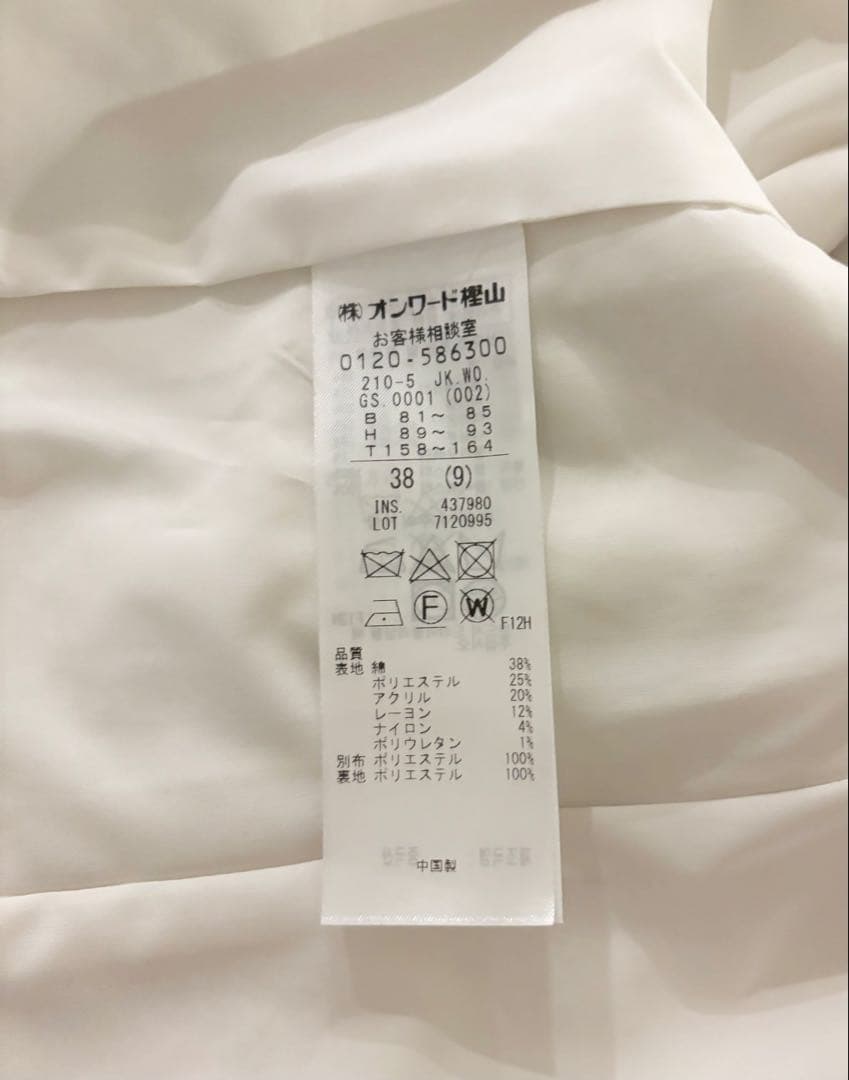 ㈱オンワード樫山
お客様相談室
0120-586300
210-5 JK.WO.
GS.0001(002)
B 81〜 85
H 89〜 93
T158〜164
38 (9)
INS. 437980
LOT 7120995
F W F12H
品質
表地 綿 38%
ポリエステル 25%
アクリル 20%
レーヨン 12%
ナイロン 4%
ポリウレタン 1%
別布 ポリエステル 100%
裏地 ポリエステル 100%
中国製